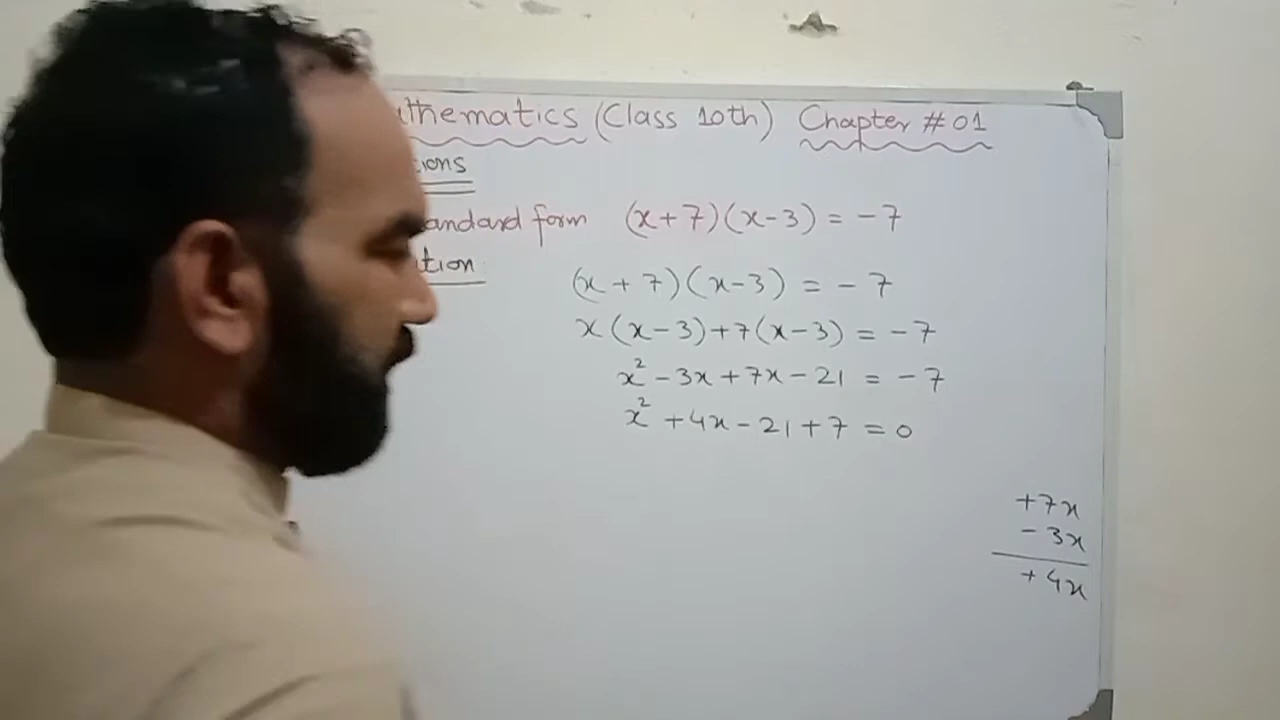 thematics (Class 10th) Chapter # 01
ions
andard form (x+7)(x-3) = -7
tion
(x+7)(x-3) = -7
x(x-3)+7(x-3) = -7
x² -3x+7x-21 = -7
x² +4x-21+7 = 0
+7x
-3x
+4x